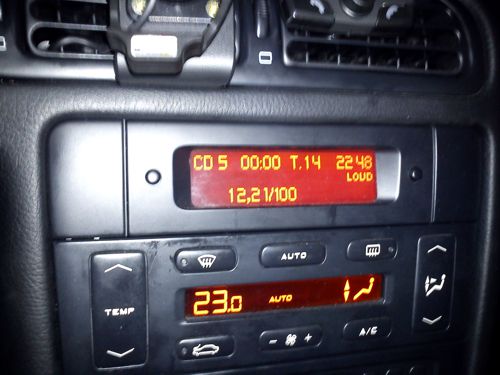 CD 5 00:00 T.14 22 48
LOUD
12,21/100
AUTO
TEMP
23.0 AUTO
- +
A/C